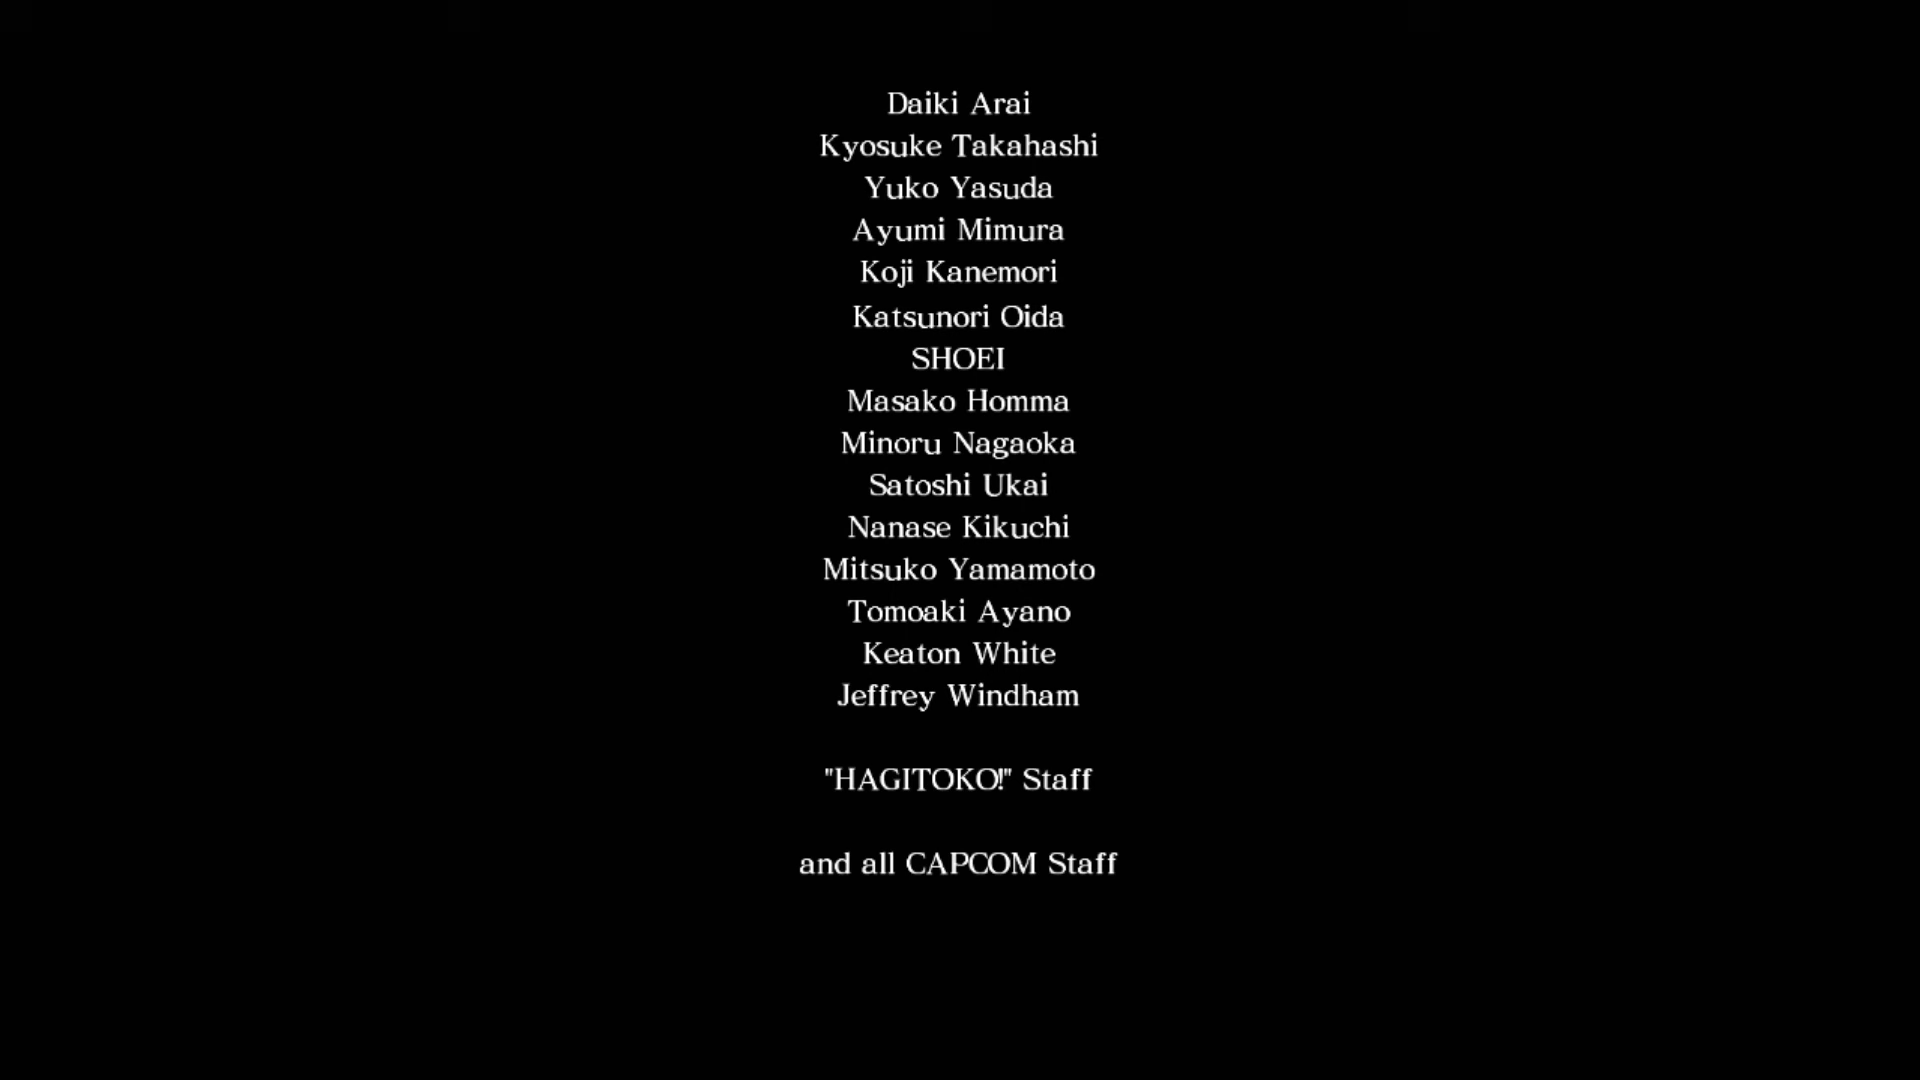 Daiki Arai
Kyosuke Takahashi
Yuko Yasuda
Ayumi Mimura
Koji Kanemori
Katsunori Oida
SHOEI
Masako Homma
Minoru Nagaoka
Satoshi Ukai
Nanase Kikuchi
Mitsuko Yamamoto
Tomoaki Ayano
Keaton White
Jeffrey Windham
"HAGITOKO!" Staff
and all CAPCOM Staff